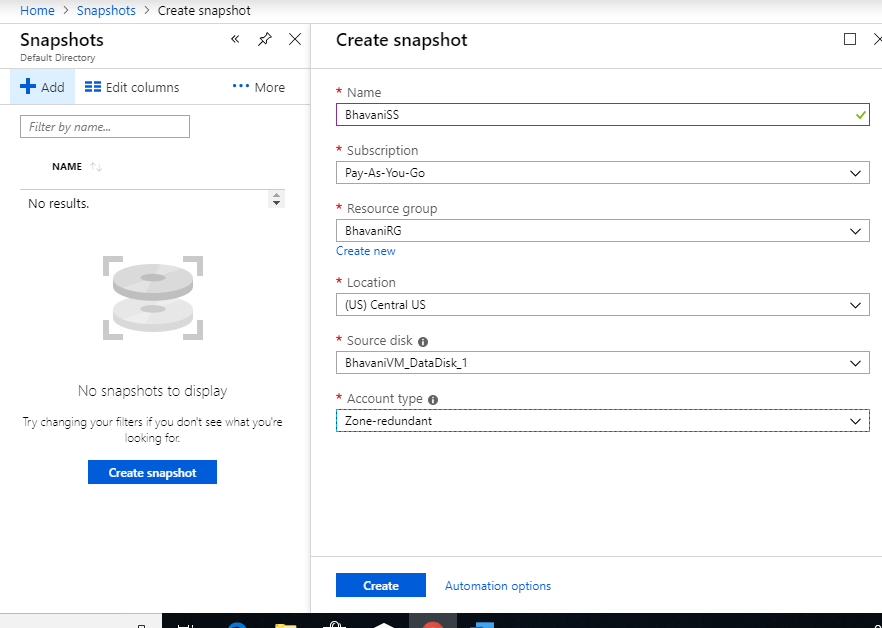 Home > Snapshots > Create snapshot
Snapshots
Default Directory
Add Edit columns More
Filter by name...
NAME
No results.
No snapshots to display
Try changing your filters if you don't see what you're
looking for.
Create snapshot
Create snapshot
* Name
BhavaniSS
* Subscription
Pay-As-You-Go
* Resource group
BhavaniRG
Create new
* Location
(US) Central US
* Source disk
BhavaniVM_DataDisk_1
* Account type
Zone-redundant
Create Automation options